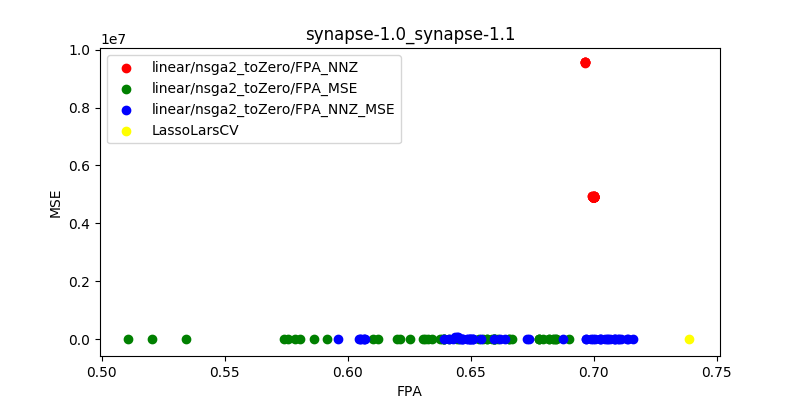 synapse-1.0_synapse-1.1
1e7
1.0
0.8
0.6
0.4
0.2
0.0
MSE
linear/nsga2_toZero/FPA_NNZ
linear/nsga2_toZero/FPA_MSE
linear/nsga2_toZero/FPA_NNZ_MSE
LassoLarsCV
0.50 0.55 0.60 0.65 0.70 0.75
FPA